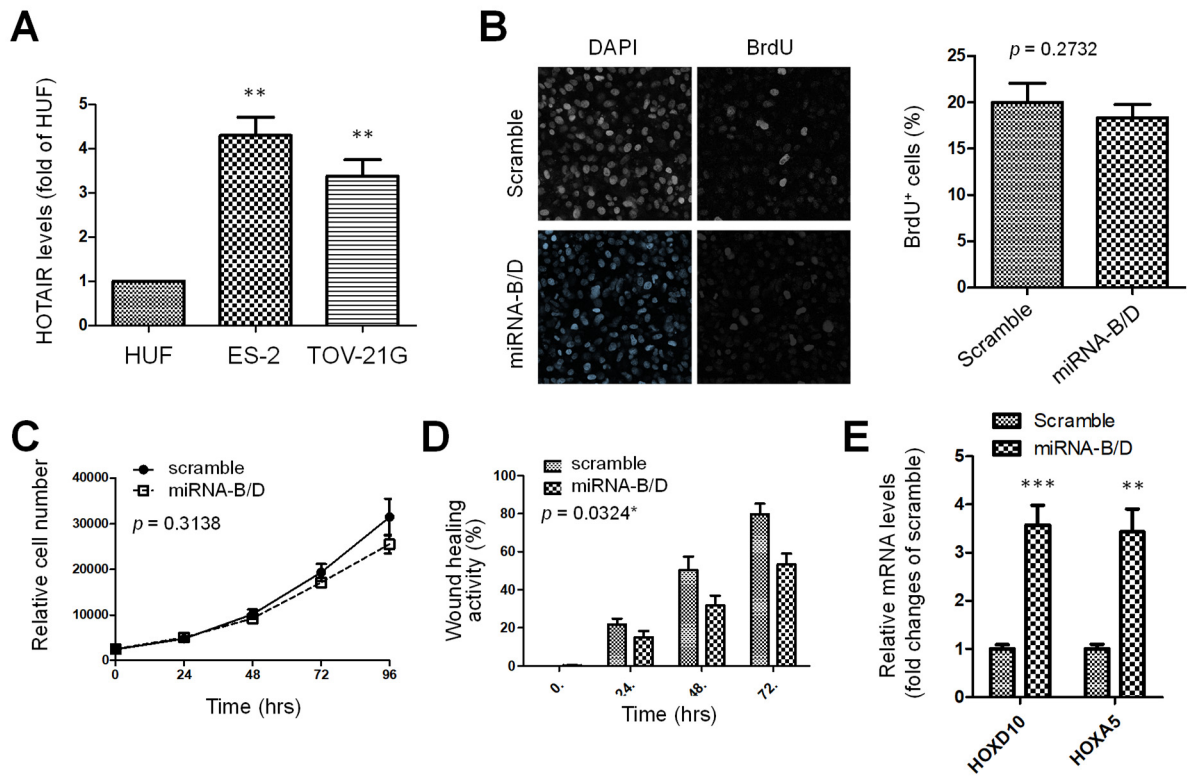 A
HOTAIR levels (fold of HUF)
5
4
3
2
1
0
**
**
HUF
ES-2
TOV-21G
B
DAPI
BrdU
Scramble
miRNA-B/D
p = 0.2732
BrdU⁺ cells (%)
25
20
15
10
5
0
Scramble
miRNA-B/D
C
scramble
miRNA-B/D
p = 0.3138
Relative cell number
40000
30000
20000
10000
0
0
24
48
72
96
Time (hrs)
D
scramble
miRNA-B/D
p = 0.0324*
Wound healing
activity (%)
100
80
60
40
20
0
0.
24.
48.
72.
Time (hrs)
E
Scramble
miRNA-B/D
Relative mRNA levels
(fold changes of scramble)
5
4
3
2
1
0
***
**
HOXD10
HOXA5